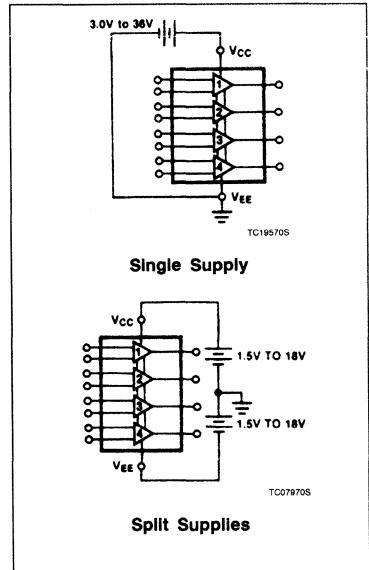 3.0V to 36V
VCC
1
2
3
4
VEE
TC19570S
Single Supply
VCC
1
2
3
4
1.5V TO 18V
1.5V TO 18V
VEE
TC07970S
Split Supplies